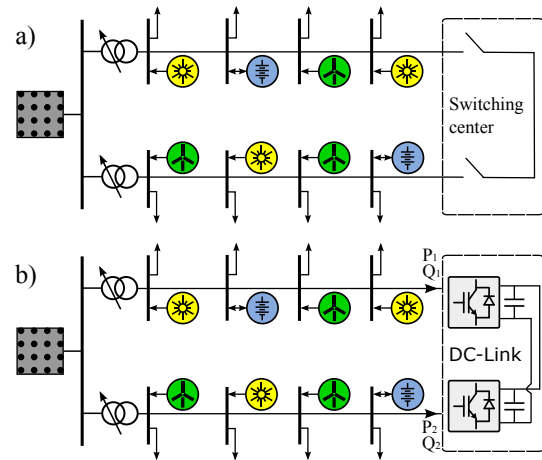 a)
Switching
center
b)
P1
Q1
DC-Link
P2
Q2